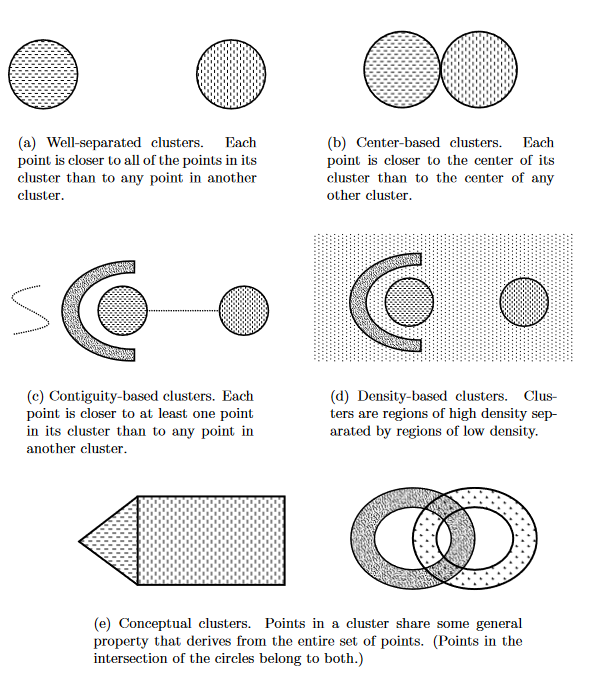 (a) Well-separated clusters. Each
point is closer to all of the points in its
cluster than to any point in another
cluster.
(b) Center-based clusters. Each
point is closer to the center of its
cluster than to the center of any
other cluster.
(c) Contiguity-based clusters. Each
point is closer to at least one point
in its cluster than to any point in
another cluster.
(d) Density-based clusters. Clus-
ters are regions of high density sep-
arated by regions of low density.
(e) Conceptual clusters. Points in a cluster share some general
property that derives from the entire set of points. (Points in the
intersection of the circles belong to both.)